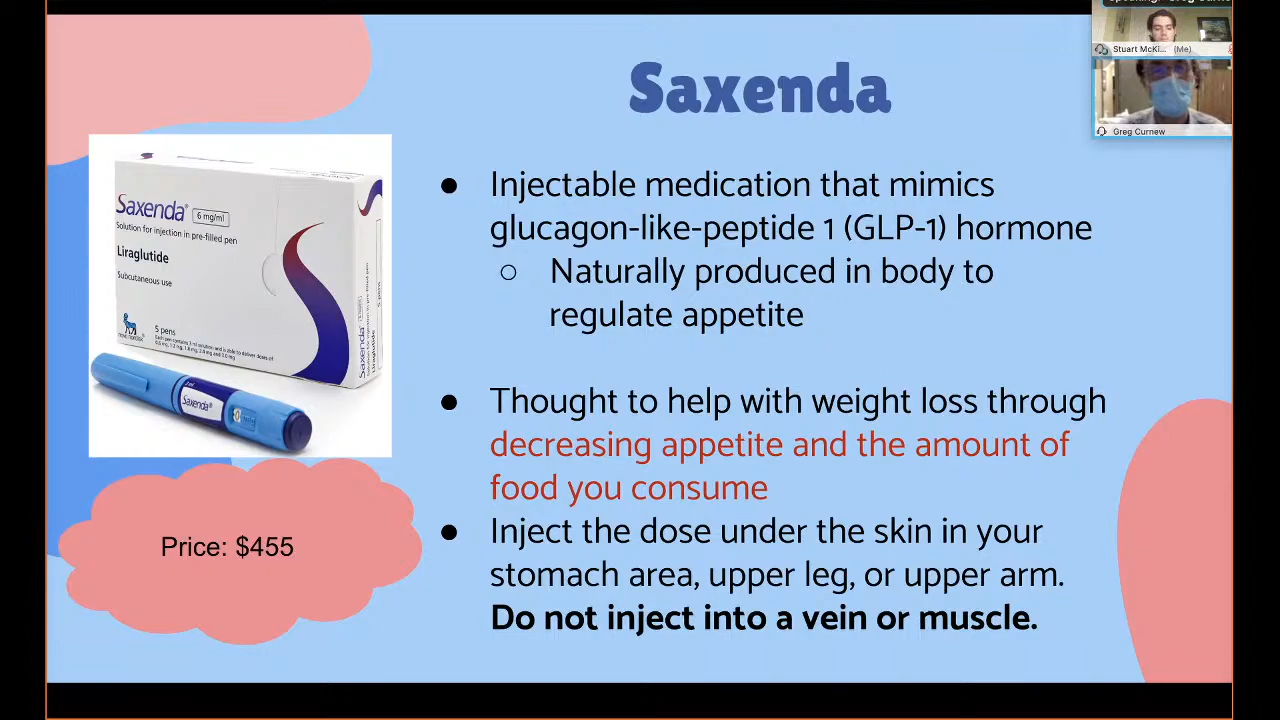 Saxenda
Stuart McKi... (Me)
Greg Curnew
Injectable medication that mimics
glucagon-like-peptide 1 (GLP-1) hormone
Naturally produced in body to
regulate appetite
Thought to help with weight loss through
decreasing appetite and the amount of
food you consume
Inject the dose under the skin in your
stomach area, upper leg, or upper arm.
Do not inject into a vein or muscle.
Saxenda® 6 mg/ml
Solution for injection in pre-filled pen
Liraglutide
Subcutaneous use
5 pens
novo nordisk®
Saxenda®
Price: $455